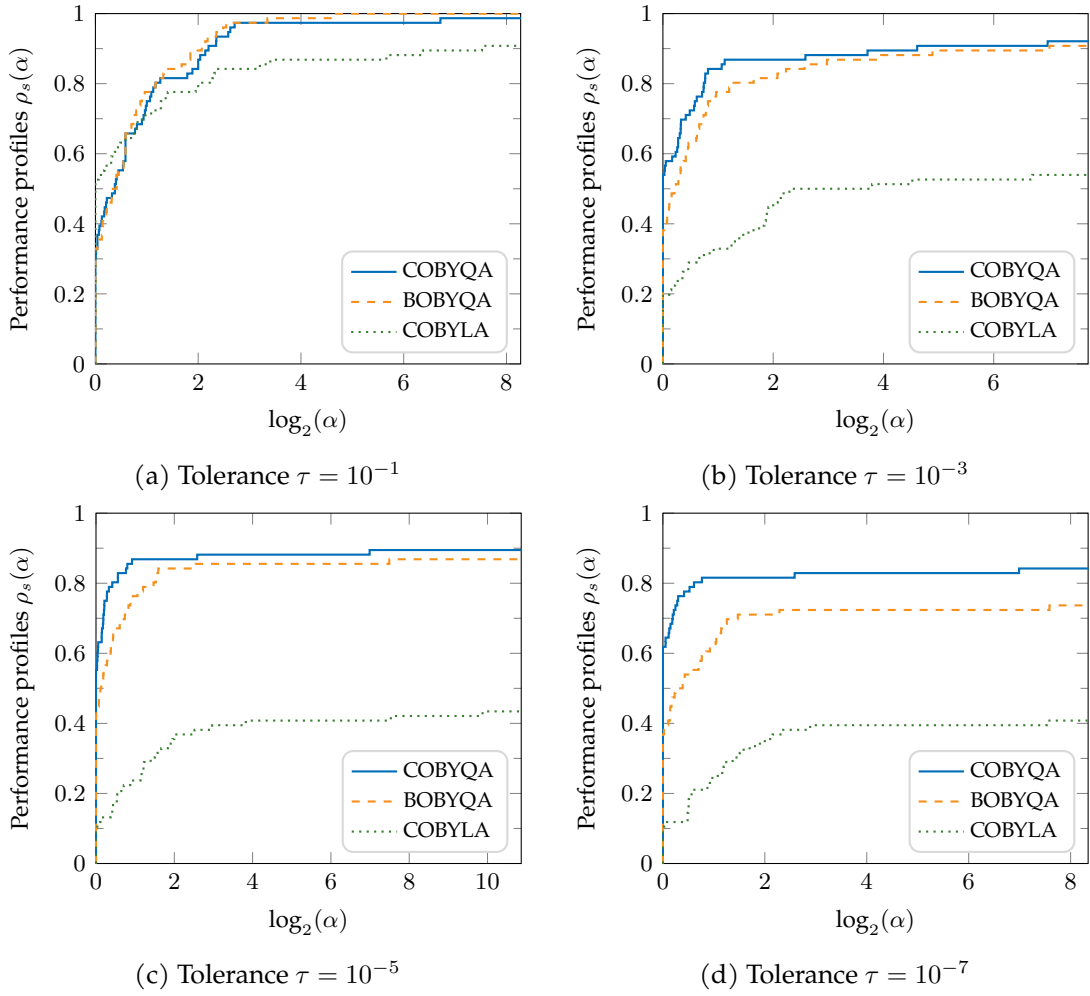 Performance profiles ρₛ(α)
1
0.8
0.6
0.4
0.2
0
0 2 4 6 8
log₂(α)
COBYQA
BOBYQA
COBYLA
(a) Tolerance τ = 10⁻¹
Performance profiles ρₛ(α)
1
0.8
0.6
0.4
0.2
0
0 2 4 6
log₂(α)
COBYQA
BOBYQA
COBYLA
(b) Tolerance τ = 10⁻³
Performance profiles ρₛ(α)
1
0.8
0.6
0.4
0.2
0
0 2 4 6 8 10
log₂(α)
COBYQA
BOBYQA
COBYLA
(c) Tolerance τ = 10⁻⁵
Performance profiles ρₛ(α)
1
0.8
0.6
0.4
0.2
0
0 2 4 6 8
log₂(α)
COBYQA
BOBYQA
COBYLA
(d) Tolerance τ = 10⁻⁷